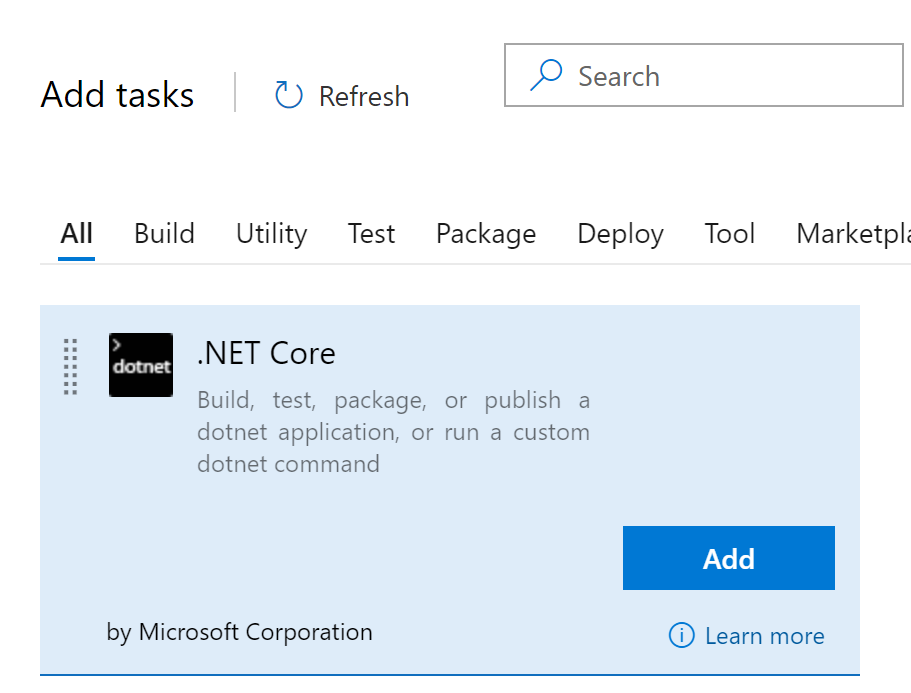 Add tasks
Refresh
Search
All Build Utility Test Package Deploy Tool Marketpla
>
dotnet
.NET Core
Build, test, package, or publish a
dotnet application, or run a custom
dotnet command
Add
by Microsoft Corporation
Learn more